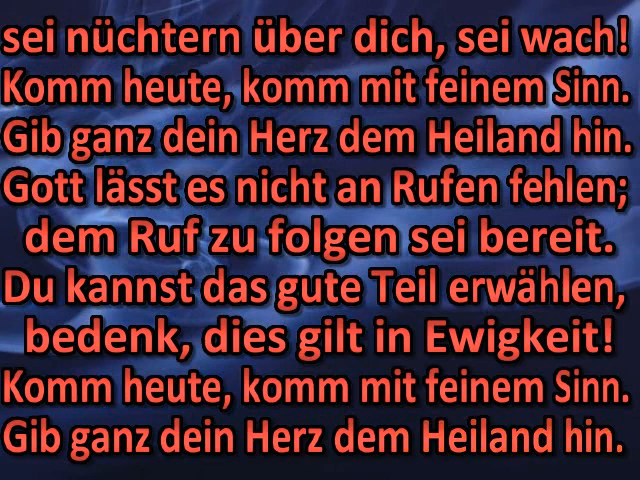 sei nüchtern über dich, sei wach!
Komm heute, komm mit feinem Sinn.
Gib ganz dein Herz dem Heiland hin.
Gott lässt es nicht an Rufen fehlen;
dem Ruf zu folgen sei bereit.
Du kannst das gute Teil erwählen,
bedenk, dies gilt in Ewigkeit!
Komm heute, komm mit feinem Sinn.
Gib ganz dein Herz dem Heiland hin.